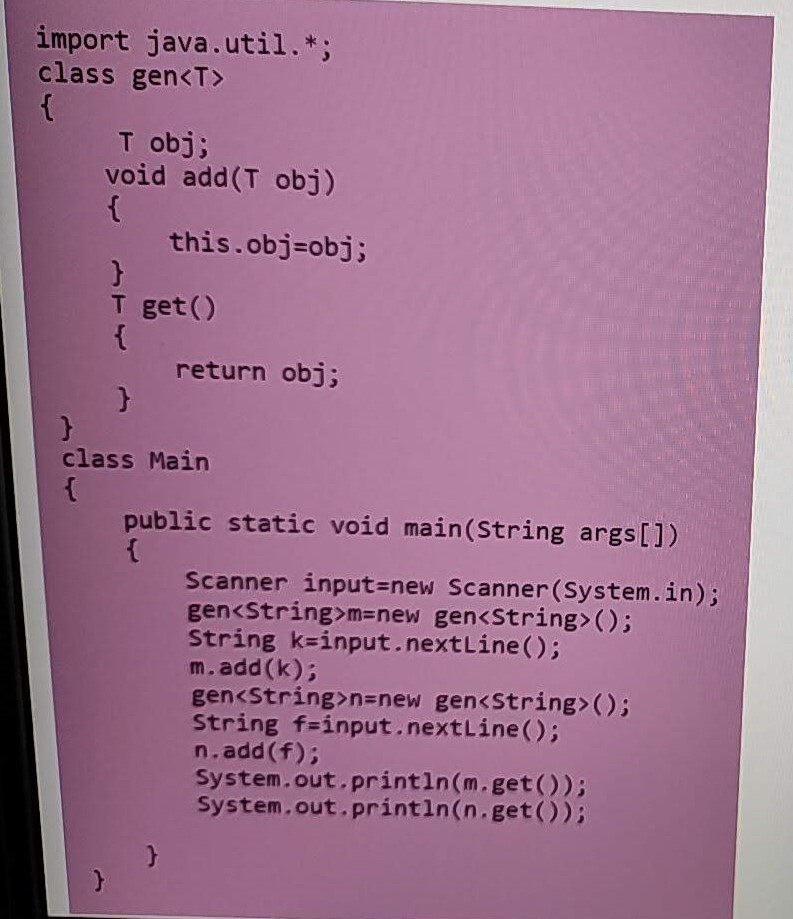 import java.util.*;
class gen<T>
{
T obj;
void add(T obj)
{
this.obj=obj;
}
T get()
{
return obj;
}
}
class Main
{
public static void main(String args[])
{
Scanner input=new Scanner(System.in);
gen<String>m=new gen<String>();
String k=input.nextLine();
m.add(k);
gen<String>n=new gen<String>();
String f=input.nextLine();
n.add(f);
System.out.println(m.get());
System.out.println(n.get());
}
}